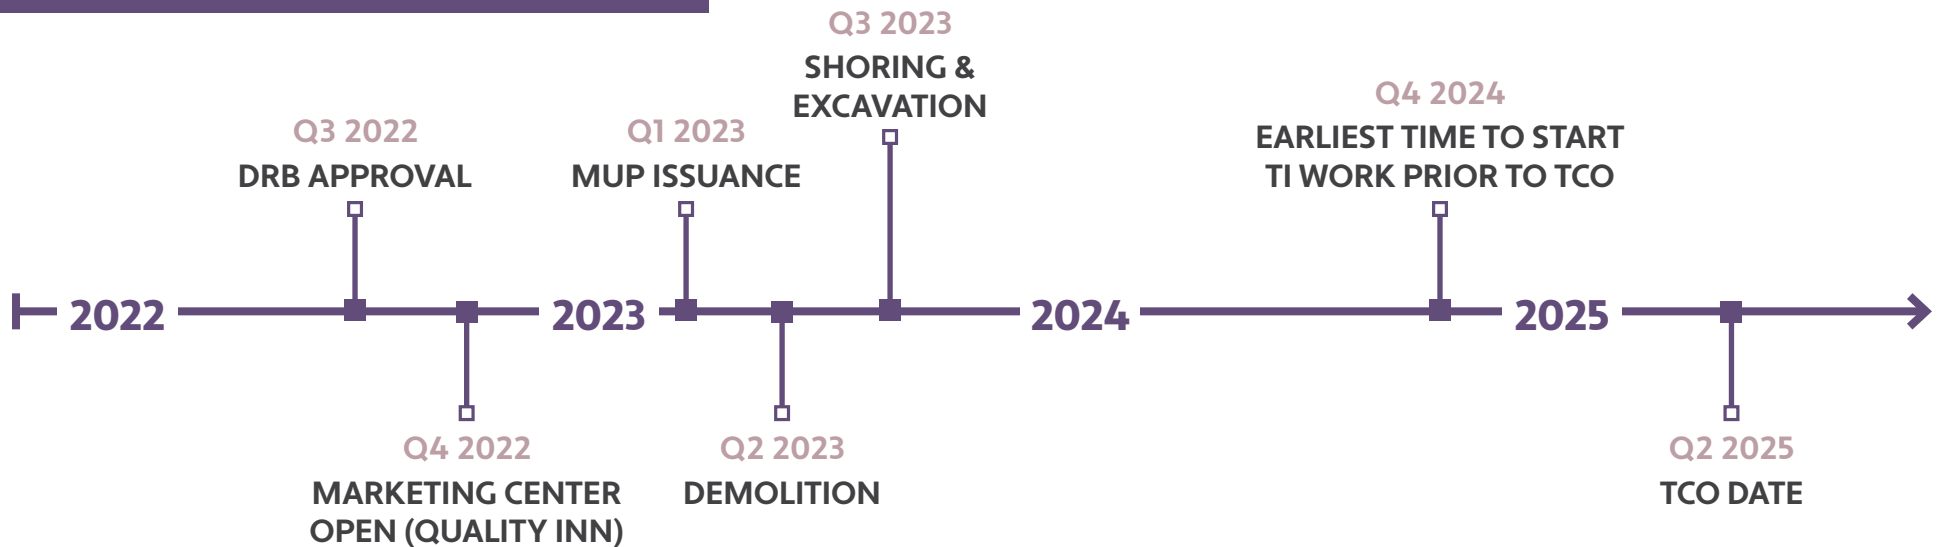 Q3 2023
SHORING &
EXCAVATION
Q3 2022
DRB APPROVAL
Q1 2023
MUP ISSUANCE
Q4 2024
EARLIEST TIME TO START
TI WORK PRIOR TO TCO
2022
2023
2024
2025
Q4 2022
MARKETING CENTER
OPEN (QUALITY INN)
Q2 2023
DEMOLITION
Q2 2025
TCO DATE